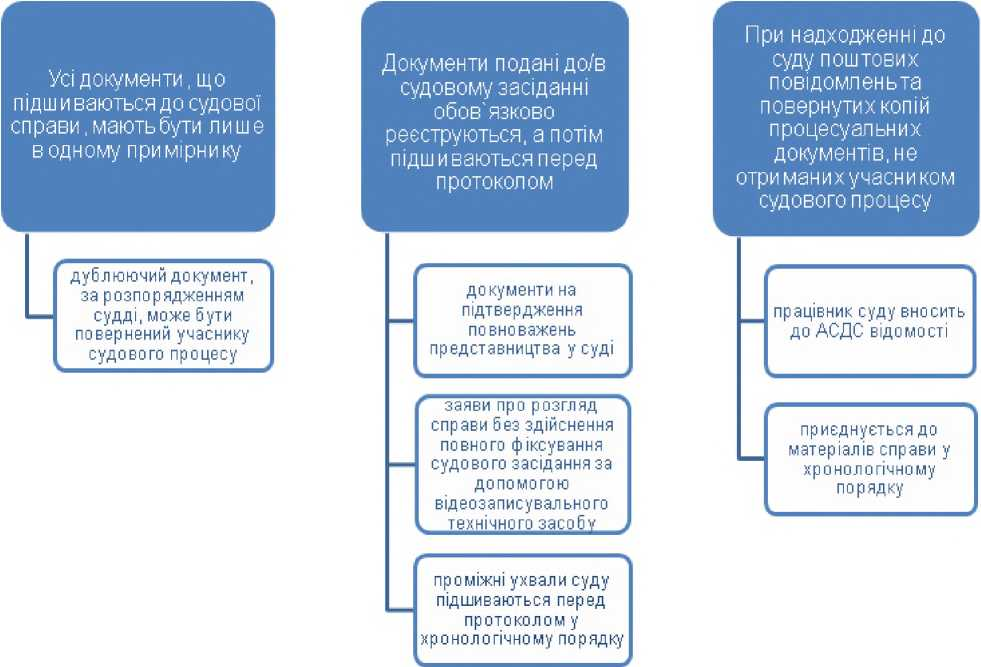 Усі документи, що
підшиваються до судової
справи, мають бути лише
в одному примірнику
дублюючий документ,
за розпорядженням
судді, може бути
повернений учаснику
судового процесу
Документи подані до/в
судовому засіданні
обов`язково
реєструються, а потім
підшиваються перед
протоколом
документи на
підтвердження
повноважень
представництва у суді
заяви про розгляд
справи без здійснення
повного фіксування
судового засідання за
допомогою
відеозаписувального
технічного засобу
проміжні ухвали суду
підшиваються перед
протоколом у
хронологічному порядку
При надходженні до
суду поштових
повідомлень та
повернутих копій
процесуальних
документів, не
отриманих учасником
судового процесу
працівник суду вносить
до АСДС відомості
приєднується до
матеріалів справи у
хронологічному
порядку